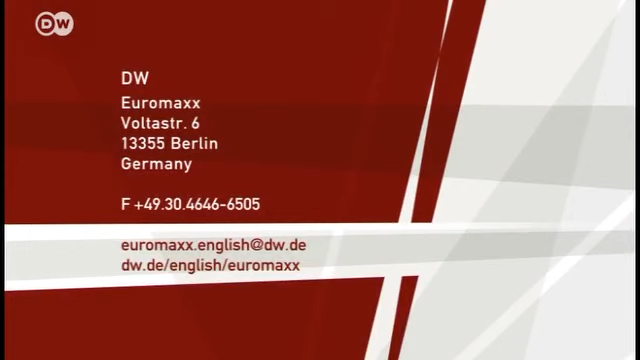 DW
DW
Euromaxx
Voltastr. 6
13355 Berlin
Germany
F +49.30.4646-6505
euromaxx.english@dw.de
dw.de/english/euromaxx